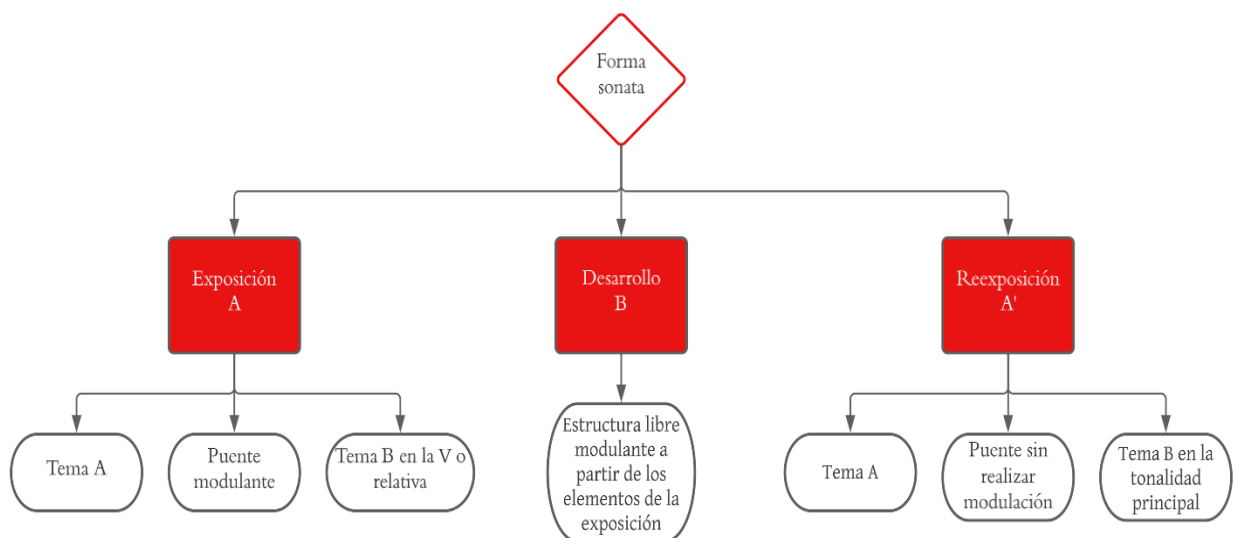 Forma
sonata
Exposición
A
Desarrollo
B
Reexposición
A'
Tema A
Puente
modulante
Tema B en la V o
relativa
Estructura libre
modulante a
partir de los
elementos de la
exposición
Tema A
Puente sin
realizar
modulación
Tema B en la
tonalidad
principal